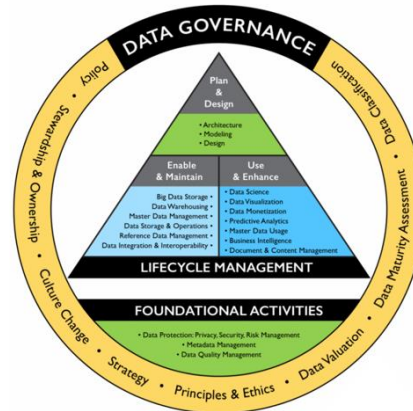 DATA GOVERNANCE
Plan
&
Design
• Architecture
• Modeling
• Design
Enable
& Maintain
Big Data Storage •
Data Warehousing •
Master Data Management •
Data Storage & Operations •
Reference Data Management •
Data Integration & Interoperability •
Use
& Enhance
• Data Science
• Data Visualization
• Data Monetization
• Predictive Analytics
• Master Data Usage
• Business Intelligence
• Document & Content Management
LIFECYCLE MANAGEMENT
FOUNDATIONAL ACTIVITIES
• Data Protection: Privacy, Security, Risk Management
• Metadata Management
• Data Quality Management
Policy • Stewardship & Ownership • Culture Change • Strategy • Principles & Ethics • Data Valuation • Data Maturity Assessment • Data Classification